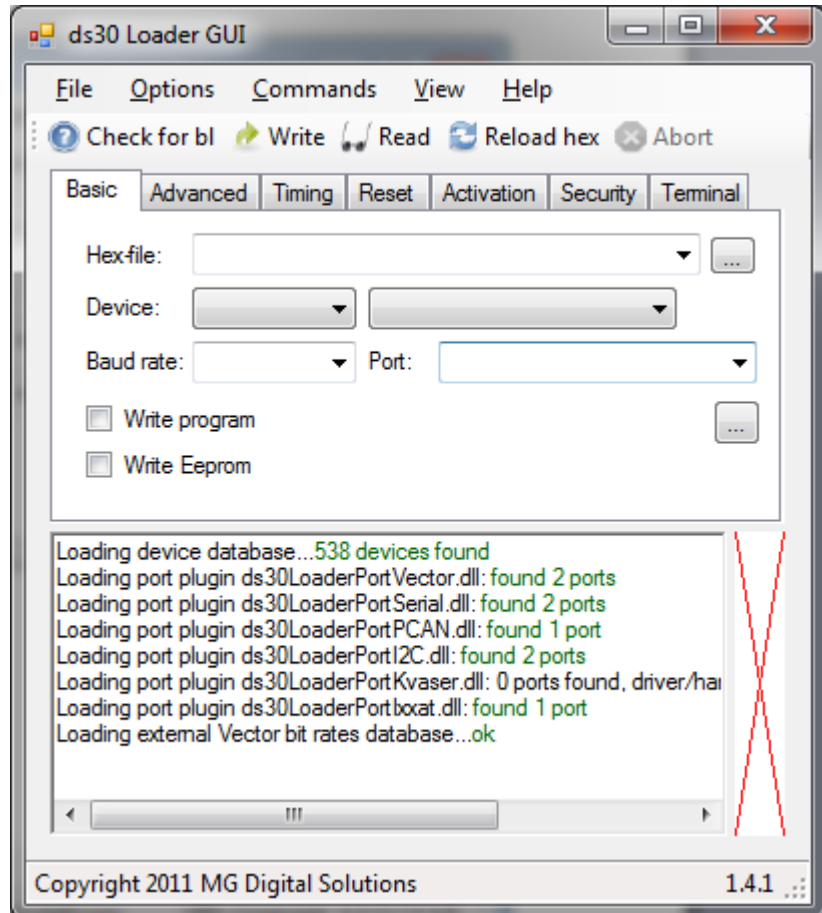 ds30 Loader GUI
File Options Commands View Help
Check for bl Write Read Reload hex Abort
Basic Advanced Timing Reset Activation Security Terminal
Hex-file: ...
Device:
Baud rate: Port:
Write program ...
Write Eeprom
Loading device database...538 devices found
Loading port plugin ds30LoaderPortVector.dll: found 2 ports
Loading port plugin ds30LoaderPortSerial.dll: found 2 ports
Loading port plugin ds30LoaderPortPCAN.dll: found 1 port
Loading port plugin ds30LoaderPortI2C.dll: found 2 ports
Loading port plugin ds30LoaderPortKvaser.dll: 0 ports found, driver/har
Loading port plugin ds30LoaderPortIxxat.dll: found 1 port
Loading external Vector bit rates database...ok
Copyright 2011 MG Digital Solutions 1.4.1